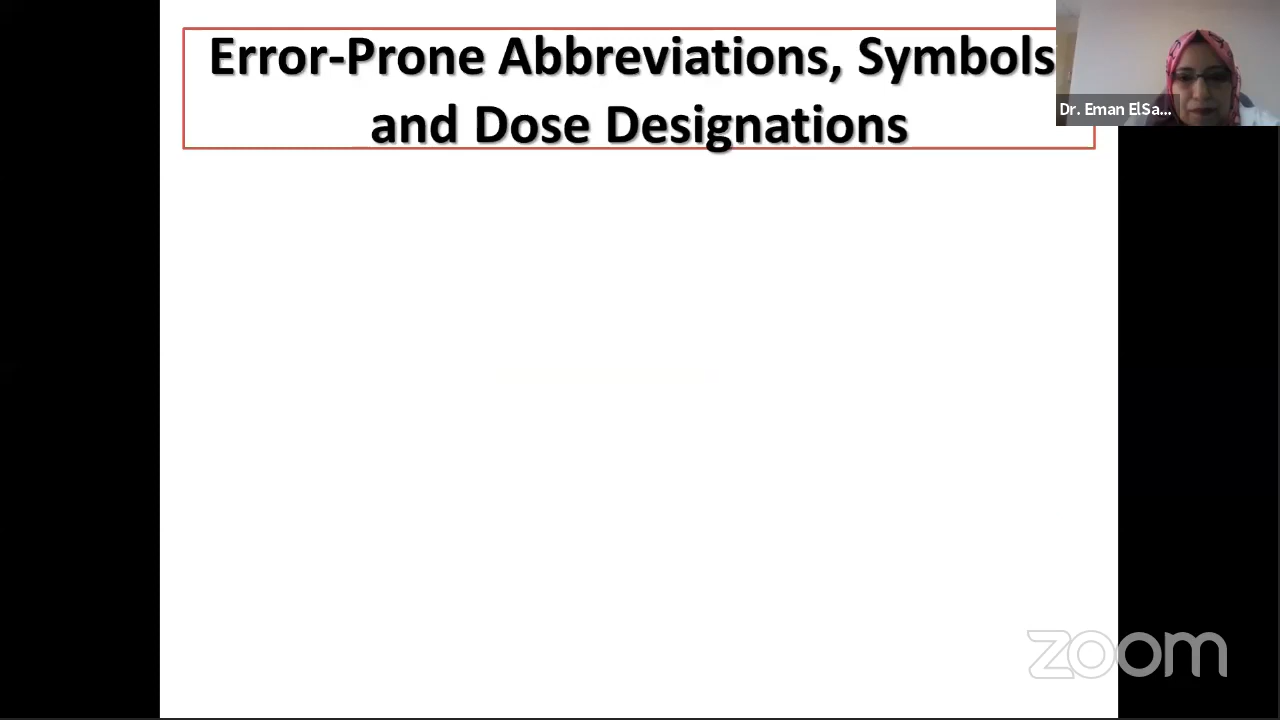 Error-Prone Abbreviations, Symbols
and Dose Designations
Dr. Eman ElSa...
zoom